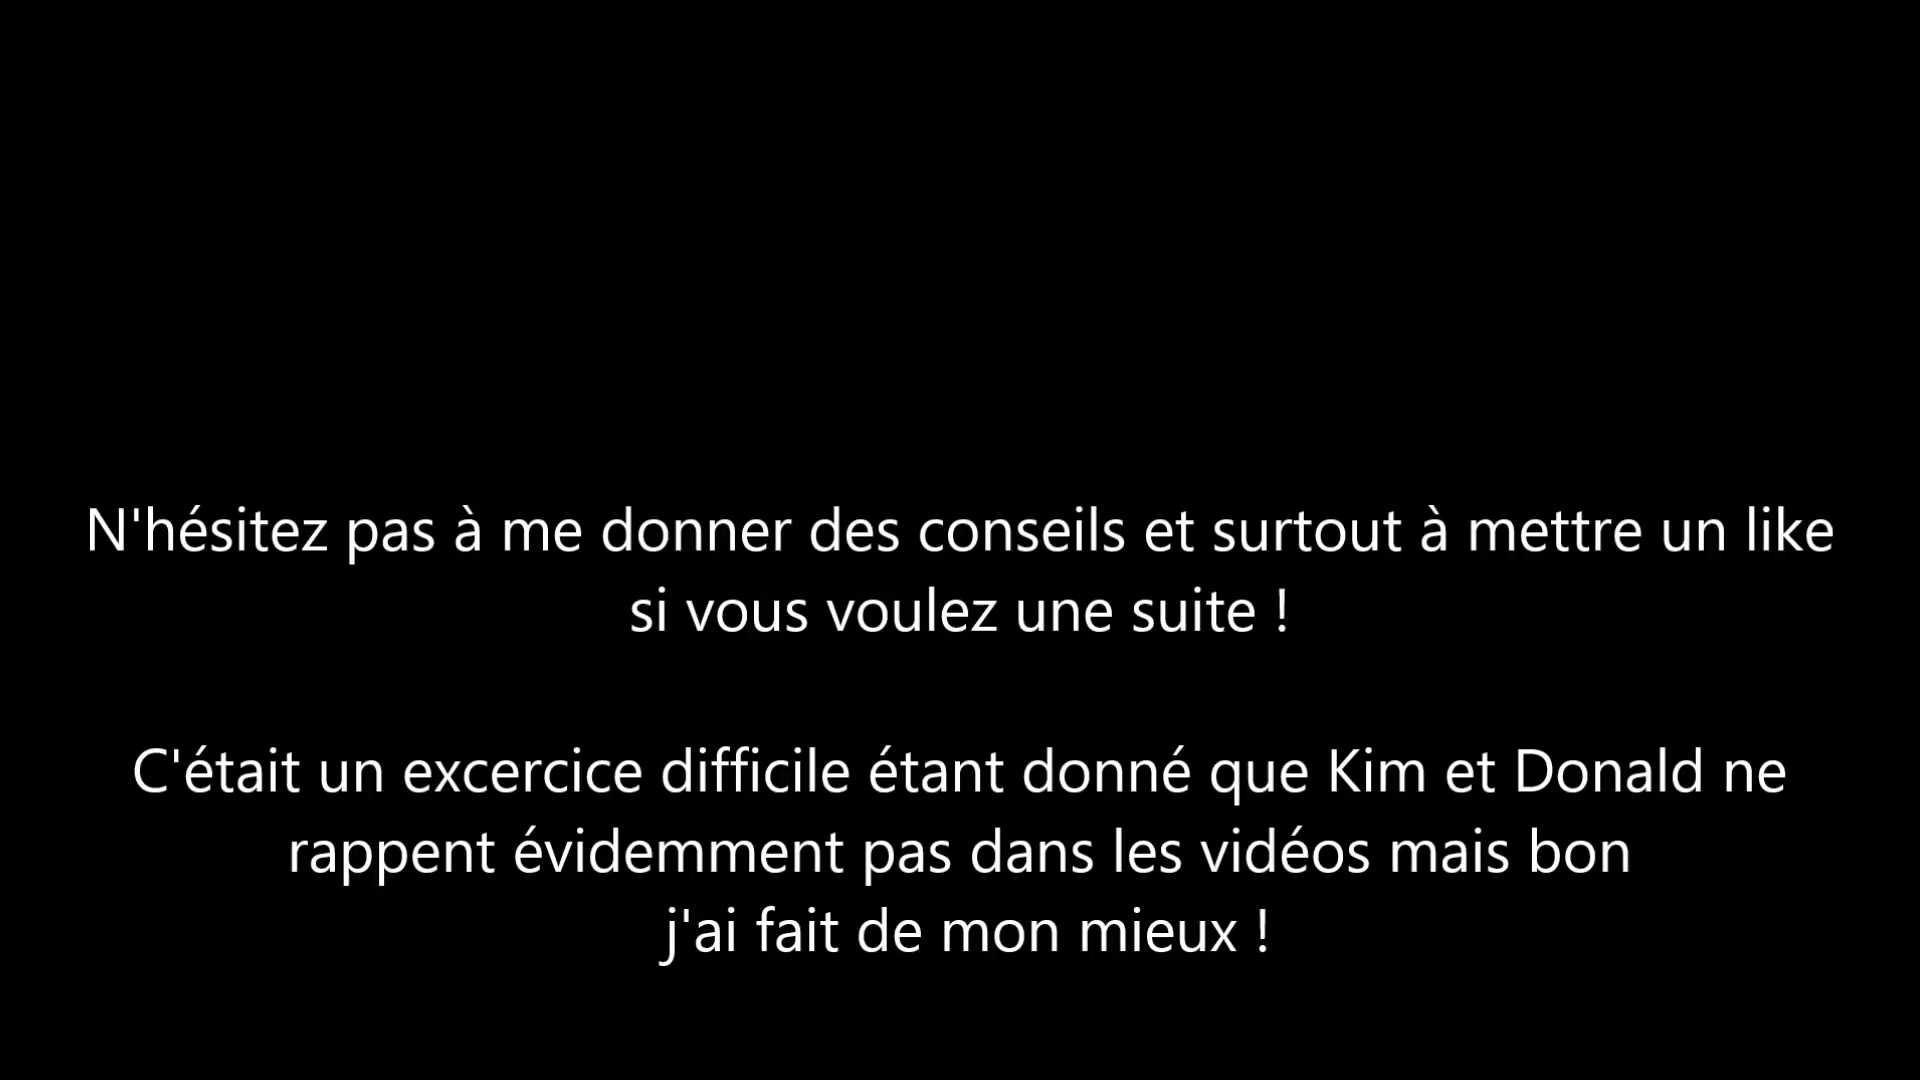 N'hésitez pas à me donner des conseils et surtout à mettre un like
si vous voulez une suite !
C'était un excercice difficile étant donné que Kim et Donald ne
rappent évidemment pas dans les vidéos mais bon
j'ai fait de mon mieux !